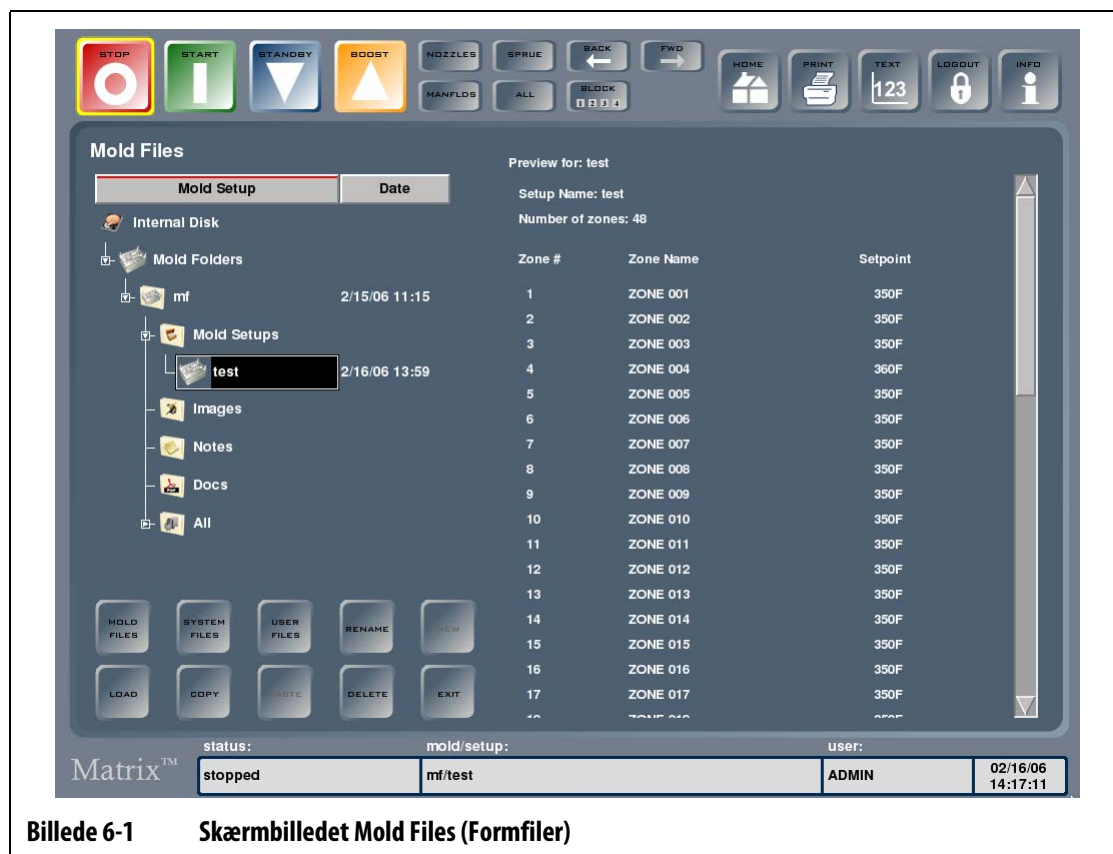 STOP START STANDBY BOOST NOZZLES SPRUE BACK FWD
MANFLDS ALL BLOCK
1 2 3 4
HOME PRINT TEXT LOGOUT INFO
123
Mold Files
Mold Setup Date
Internal Disk
Mold Folders
mf 2/15/06 11:15
Mold Setups
test 2/16/06 13:59
Images
Notes
Docs
All
MOLD FILES SYSTEM FILES USER FILES RENAME NEW
LOAD COPY PASTE DELETE EXIT
Preview for: test
Setup Name: test
Number of zones: 48
Zone # Zone Name Setpoint
1 ZONE 001 350F
2 ZONE 002 350F
3 ZONE 003 350F
4 ZONE 004 360F
5 ZONE 005 350F
6 ZONE 006 350F
7 ZONE 007 350F
8 ZONE 008 350F
9 ZONE 009 350F
10 ZONE 010 350F
11 ZONE 011 350F
12 ZONE 012 350F
13 ZONE 013 350F
14 ZONE 014 350F
15 ZONE 015 350F
16 ZONE 016 350F
17 ZONE 017 350F
status: mold/setup: user:
Matrix™ stopped mf/test ADMIN 02/16/06
14:17:11
Billede 6-1 Skærmbilledet Mold Files (Formfiler)